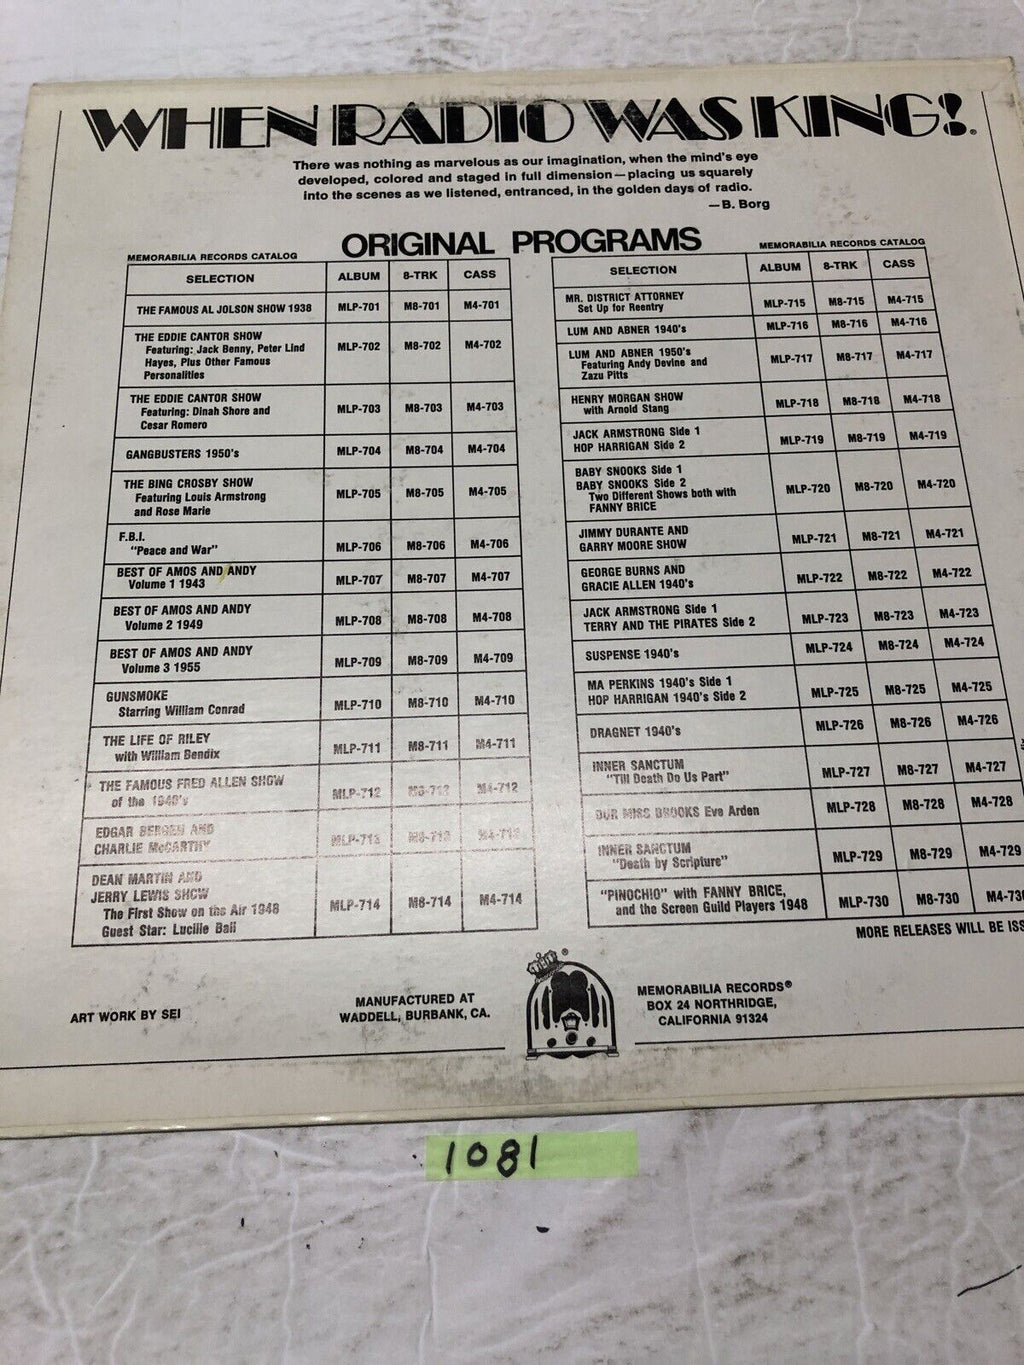 WHEN RADIO WAS KING!®
There was nothing as marvelous as our imagination, when the mind's eye
developed, colored and staged in full dimension—placing us squarely
into the scenes as we listened, entranced, in the golden days of radio.
—B. Borg
ORIGINAL PROGRAMS
MEMORABILIA RECORDS CATALOG
SELECTION ALBUM 8-TRK CASS
THE FAMOUS AL JOLSON SHOW 1938 MLP-701 M8-701 M4-701
THE EDDIE CANTOR SHOW
Featuring: Jack Benny, Peter Lind MLP-702 M8-702 M4-702
Hayes, Plus Other Famous
Personalities
THE EDDIE CANTOR SHOW
Featuring: Dinah Shore and MLP-703 M8-703 M4-703
Cesar Romero
GANGBUSTERS 1950's MLP-704 M8-704 M4-704
THE BING CROSBY SHOW
Featuring Louis Armstrong MLP-705 M8-705 M4-705
and Rose Marie
F.B.I.
"Peace and War" MLP-706 M8-706 M4-706
BEST OF AMOS AND ANDY
Volume 1 1943 MLP-707 M8-707 M4-707
BEST OF AMOS AND ANDY
Volume 2 1949 MLP-708 M8-708 M4-708
BEST OF AMOS AND ANDY
Volume 3 1955 MLP-709 M8-709 M4-709
GUNSMOKE
Starring William Conrad MLP-710 M8-710 M4-710
THE LIFE OF RILEY
with William Bendix MLP-711 M8-711 M4-711
THE FAMOUS FRED ALLEN SHOW
of the 1940's MLP-712 M8-712 M4-712
EDGAR BERGEN AND
CHARLIE McCARTHY MLP-713 M8-713 M4-713
DEAN MARTIN AND
JERRY LEWIS SHOW
The First Show on the Air 1948 MLP-714 M8-714 M4-714
Guest Star: Lucille Ball
MEMORABILIA RECORDS CATALOG
SELECTION ALBUM 8-TRK CASS
MR. DISTRICT ATTORNEY
Set Up for Reentry MLP-715 M8-715 M4-715
LUM AND ABNER 1940's MLP-716 M8-716 M4-716
LUM AND ABNER 1950's
Featuring Andy Devine and MLP-717 M8-717 M4-717
Zazu Pitts
HENRY MORGAN SHOW
with Arnold Stang MLP-718 M8-718 M4-718
JACK ARMSTRONG Side 1
HOP HARRIGAN Side 2 MLP-719 M8-719 M4-719
BABY SNOOKS Side 1
BABY SNOOKS Side 2
Two Different Shows both with MLP-720 M8-720 M4-720
FANNY BRICE
JIMMY DURANTE AND
GARRY MOORE SHOW MLP-721 M8-721 M4-721
GEORGE BURNS AND
GRACIE ALLEN 1940's MLP-722 M8-722 M4-722
JACK ARMSTRONG Side 1
TERRY AND THE PIRATES Side 2 MLP-723 M8-723 M4-723
SUSPENSE 1940's MLP-724 M8-724 M4-724
MA PERKINS 1940's Side 1
HOP HARRIGAN 1940's Side 2 MLP-725 M8-725 M4-725
DRAGNET 1940's MLP-726 M8-726 M4-726
INNER SANCTUM
"Till Death Do Us Part" MLP-727 M8-727 M4-727
OUR MISS BROOKS Eve Arden MLP-728 M8-728 M4-728
INNER SANCTUM
"Death by Scripture" MLP-729 M8-729 M4-729
"PINOCHIO" with FANNY BRICE,
and the Screen Guild Players 1948 MLP-730 M8-730
MORE RELEASES WILL BE
ART WORK BY SEI
MANUFACTURED AT
WADDELL, BURBANK, CA.
®
MEMORABILIA RECORDS®
BOX 24 NORTHRIDGE,
CALIFORNIA 91324
1081